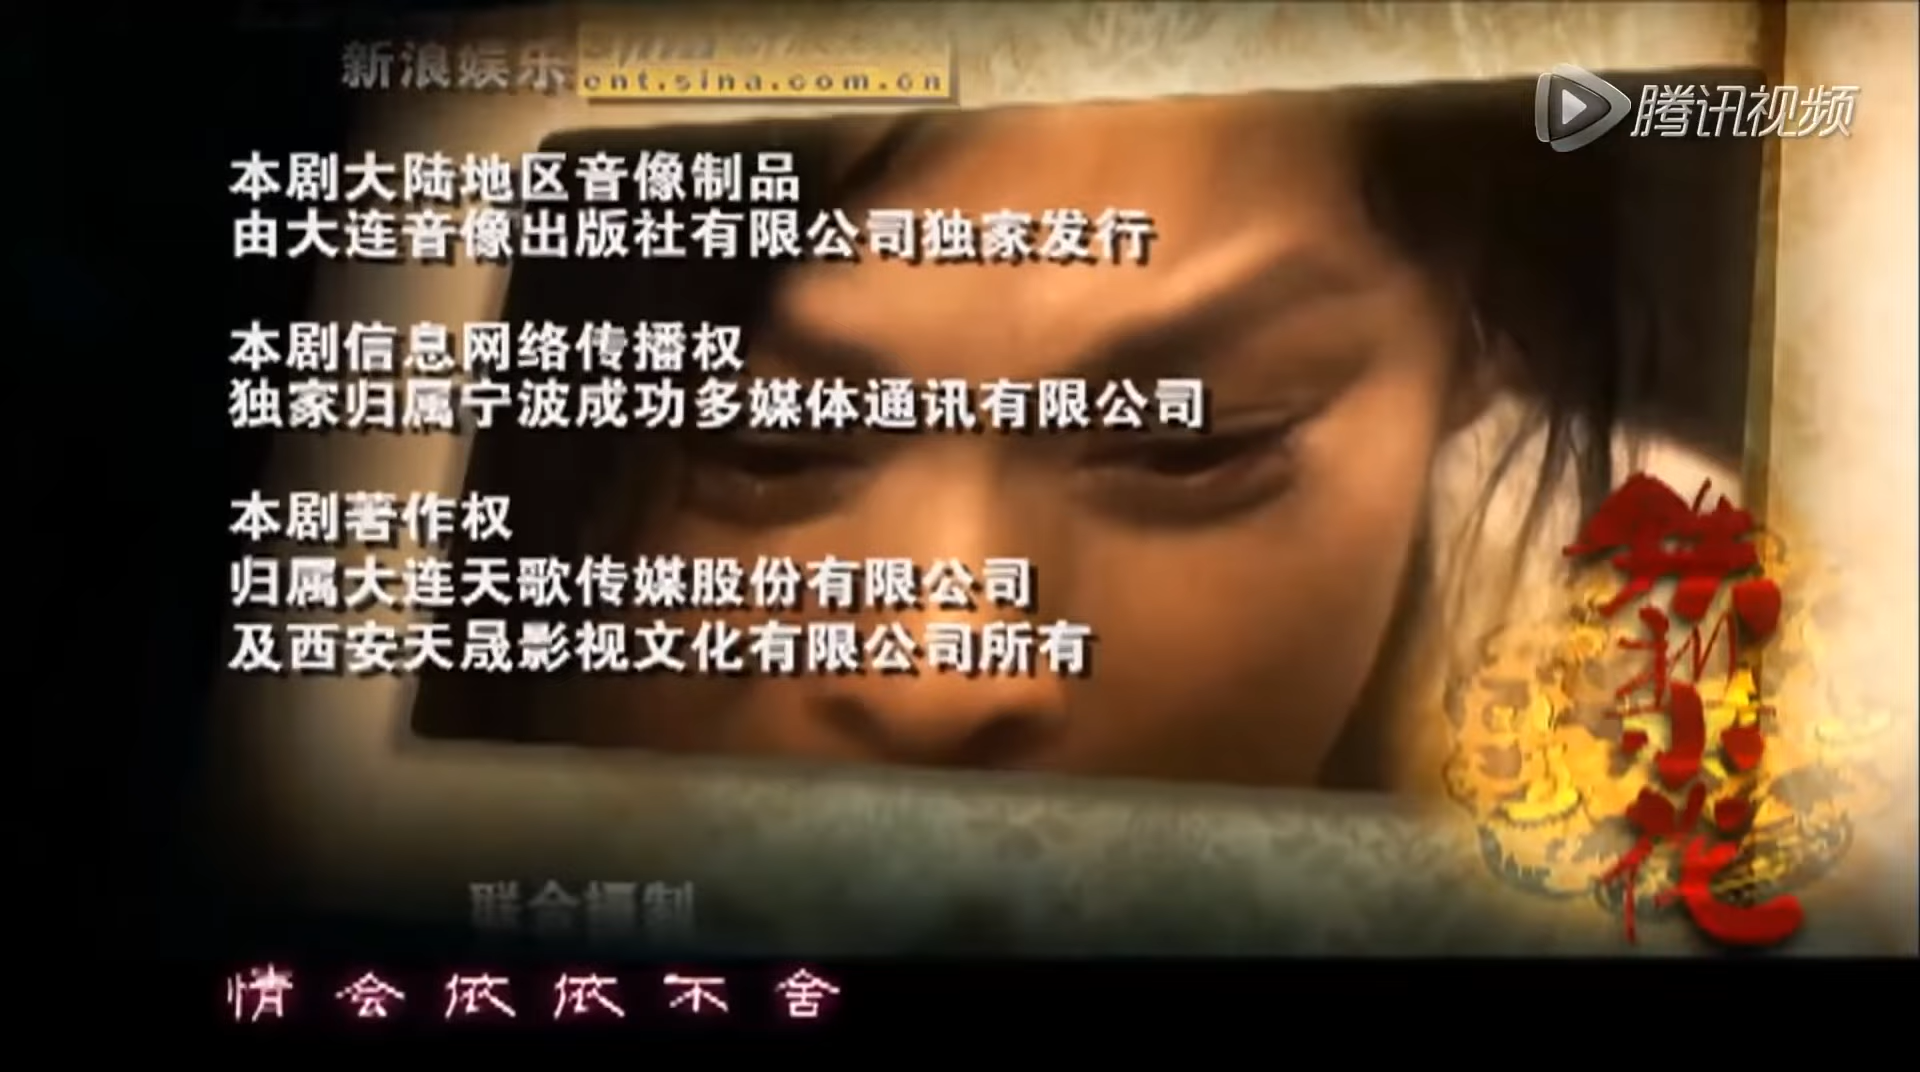 新浪娱乐
ent.sina.com.cn
腾讯视频
本剧大陆地区音像制品
由大连音像出版社有限公司独家发行
本剧信息网络传播权
独家归属宁波成功多媒体通讯有限公司
本剧著作权
归属大连天歌传媒股份有限公司
及西安天晟影视文化有限公司所有
联合摄制
情会依依不舍